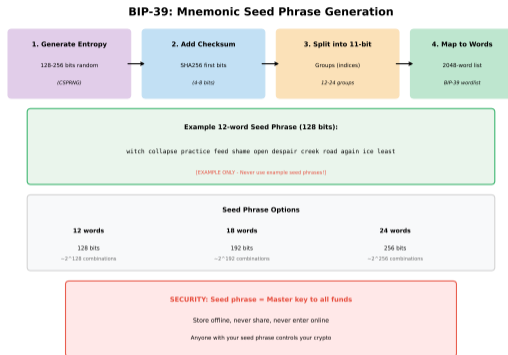 BIP-39: Mnemonic Seed Phrase Generation
1. Generate Entropy
128-256 bits random
(CSPRNG)
2. Add Checksum
SHA256 first bits
(4-8 bits)
3. Split into 11-bit
Groups (indices)
12-24 groups
4. Map to Words
2048-word list
BIP-39 wordlist
Example 12-word Seed Phrase (128 bits):
witch collapse practice feed shame open despair creek road again ice least
[EXAMPLE ONLY - Never use example seed phrases!]
Seed Phrase Options
12 words 18 words 24 words
128 bits 192 bits 256 bits
~2^128 combinations ~2^192 combinations ~2^256 combinations
SECURITY: Seed phrase = Master key to all funds
Store offline, never share, never enter online
Anyone with your seed phrase controls your crypto